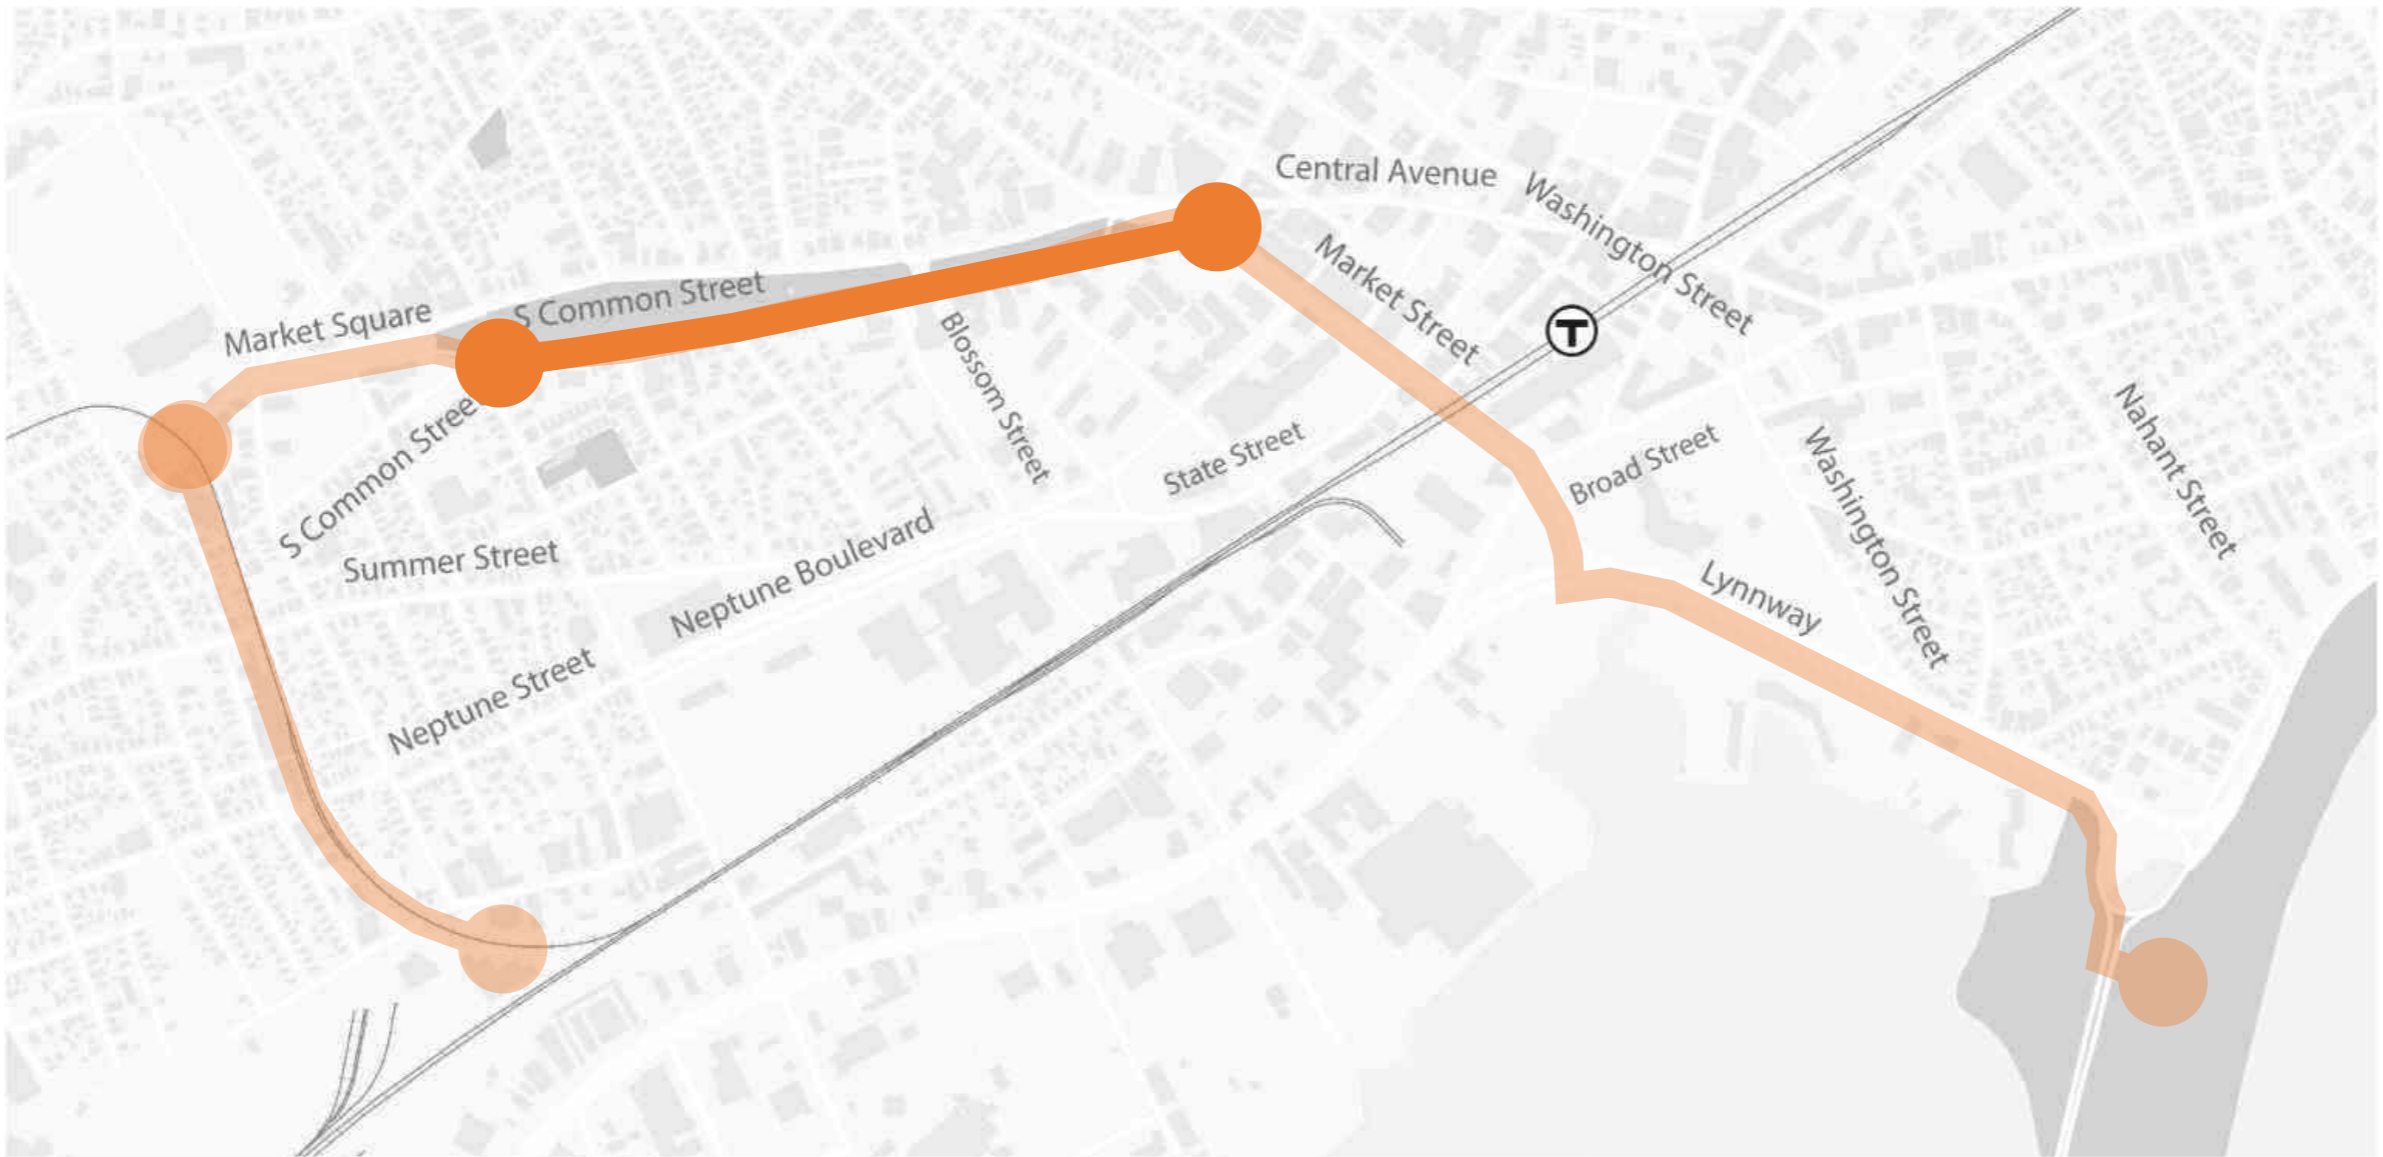 Central Avenue
Washington Street
Market Street
S Common Street
Market Square
Blossom Street
T
S Common Stree
State Street
Broad Street
Washington Street
Nahant Street
Summer Street
Neptune Boulevard
Lynnway
Neptune Street